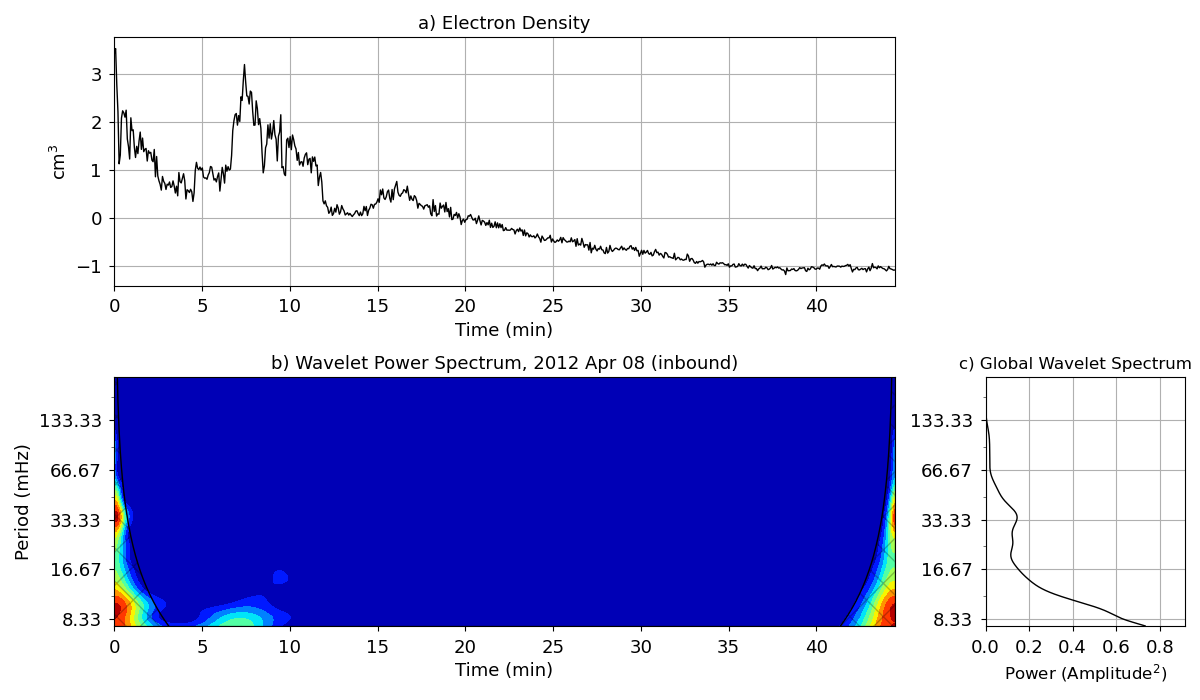 a) Electron Density
3
2
1
0
−1
cm³
0 5 10 15 20 25 30 35 40
Time (min)
b) Wavelet Power Spectrum, 2012 Apr 08 (inbound)
133.33
66.67
33.33
16.67
8.33
Period (mHz)
0 5 10 15 20 25 30 35 40
Time (min)
c) Global Wavelet Spectrum
133.33
66.67
33.33
16.67
8.33
0.0 0.2 0.4 0.6 0.8
Power (Amplitude²)